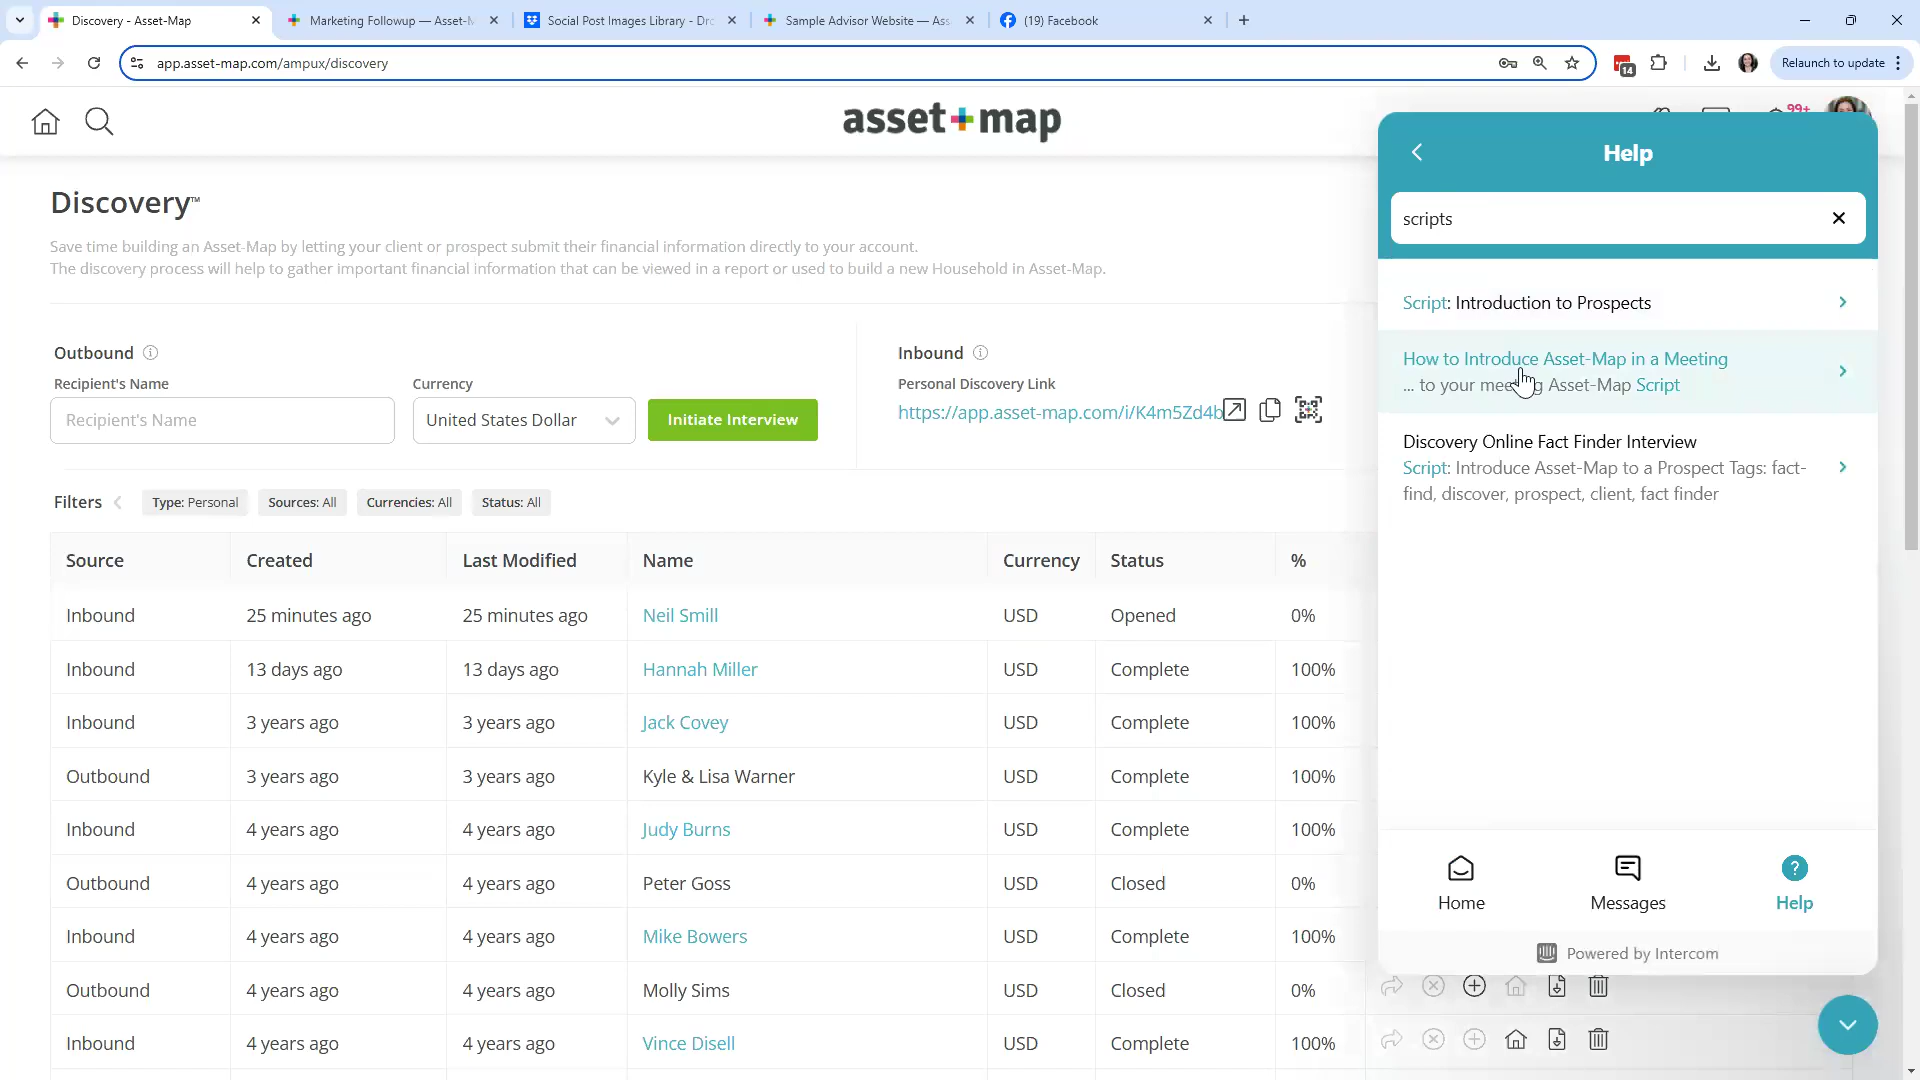 Discovery - Asset-Map
Marketing Followup — Asset-M
Social Post Images Library - Dro
Sample Advisor Website — Ass
(19) Facebook
app.asset-map.com/ampux/discovery
14
Relaunch to update
asset+map
99+
Discovery™
Save time building an Asset-Map by letting your client or prospect submit their financial information directly to your account.
The discovery process will help to gather important financial information that can be viewed in a report or used to build a new Household in Asset-Map.
Outbound
Recipient's Name
Currency
Recipient's Name
United States Dollar
Initiate Interview
Inbound
Personal Discovery Link
https://app.asset-map.com/i/K4m5Zd4b
Filters
Type: Personal
Sources: All
Currencies: All
Status: All
Source Created Last Modified Name Currency Status %
Inbound 25 minutes ago 25 minutes ago Neil Smill USD Opened 0%
Inbound 13 days ago 13 days ago Hannah Miller USD Complete 100%
Inbound 3 years ago 3 years ago Jack Covey USD Complete 100%
Outbound 3 years ago 3 years ago Kyle & Lisa Warner USD Complete 100%
Inbound 4 years ago 4 years ago Judy Burns USD Complete 100%
Outbound 4 years ago 4 years ago Peter Goss USD Closed 0%
Inbound 4 years ago 4 years ago Mike Bowers USD Complete 100%
Outbound 4 years ago 4 years ago Molly Sims USD Closed 0%
Inbound 4 years ago 4 years ago Vince Disell USD Complete 100%
Help
scripts
Script: Introduction to Prospects
How to Introduce Asset-Map in a Meeting
... to your meeting Asset-Map Script
Discovery Online Fact Finder Interview
Script: Introduce Asset-Map to a Prospect Tags: fact-
find, discover, prospect, client, fact finder
Home
Messages
Help
Powered by Intercom